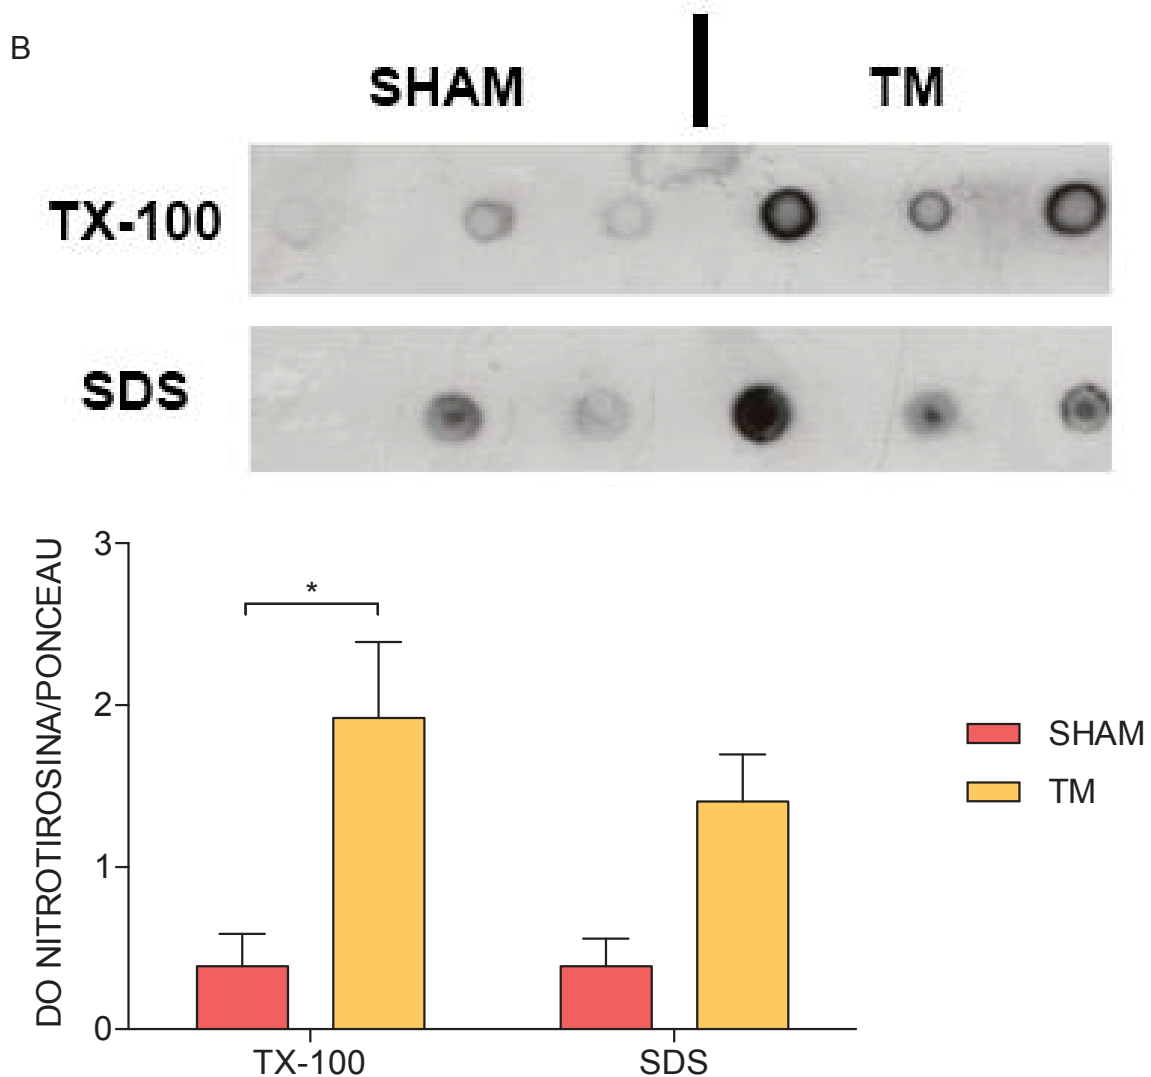 B
SHAM
TM
TX-100
SDS
DO NITROTIROSINA/PONCEAU
3
2
1
0
*
TX-100
SDS
SHAM
TM